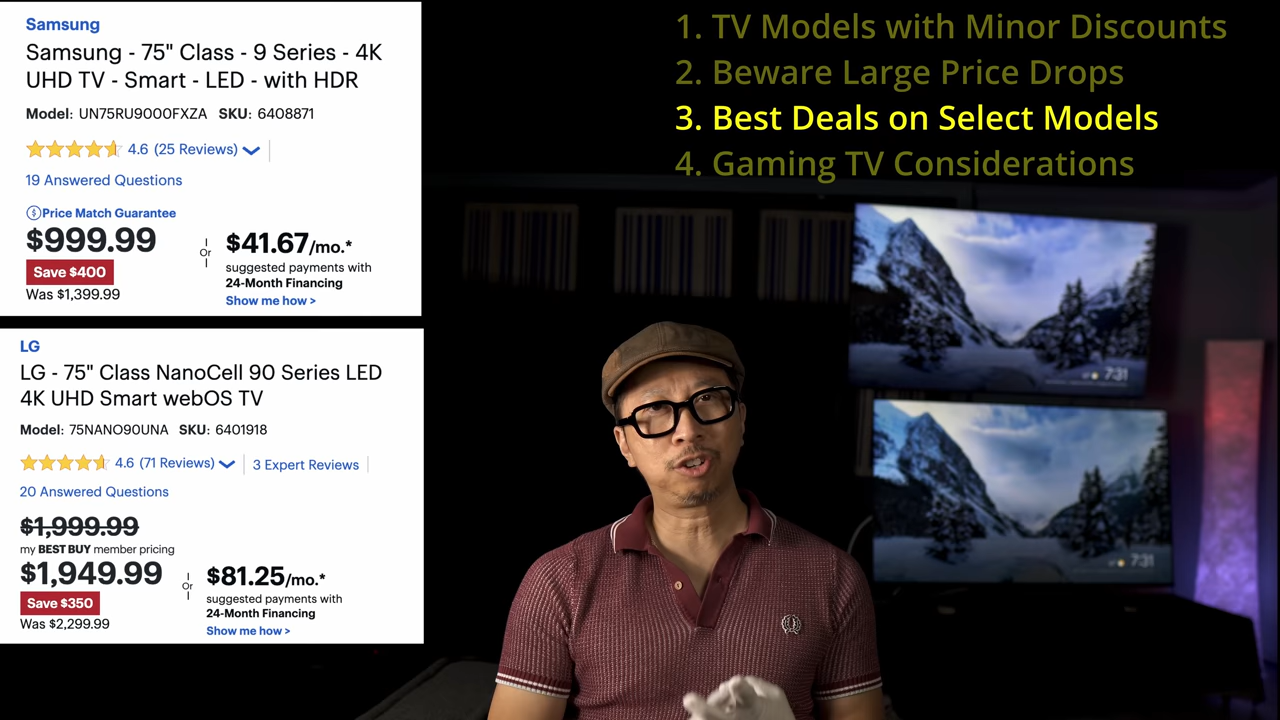 Samsung
Samsung - 75" Class - 9 Series - 4K
UHD TV - Smart - LED - with HDR
Model: UN75RU9000FXZA SKU: 6408871
4.6 (25 Reviews)
19 Answered Questions
Price Match Guarantee
$999.99
Save $400
Was $1,399.99
Or
$41.67/mo.*
suggested payments with
24-Month Financing
Show me how >
LG
LG - 75" Class NanoCell 90 Series LED
4K UHD Smart webOS TV
Model: 75NANO90UNA SKU: 6401918
4.6 (71 Reviews)
3 Expert Reviews
20 Answered Questions
$1,999.99
my BEST BUY member pricing
$1,949.99
Save $350
Was $2,299.99
Or
$81.25/mo.*
suggested payments with
24-Month Financing
Show me how >
1. TV Models with Minor Discounts
2. Beware Large Price Drops
3. Best Deals on Select Models
4. Gaming TV Considerations
7:31
7:31